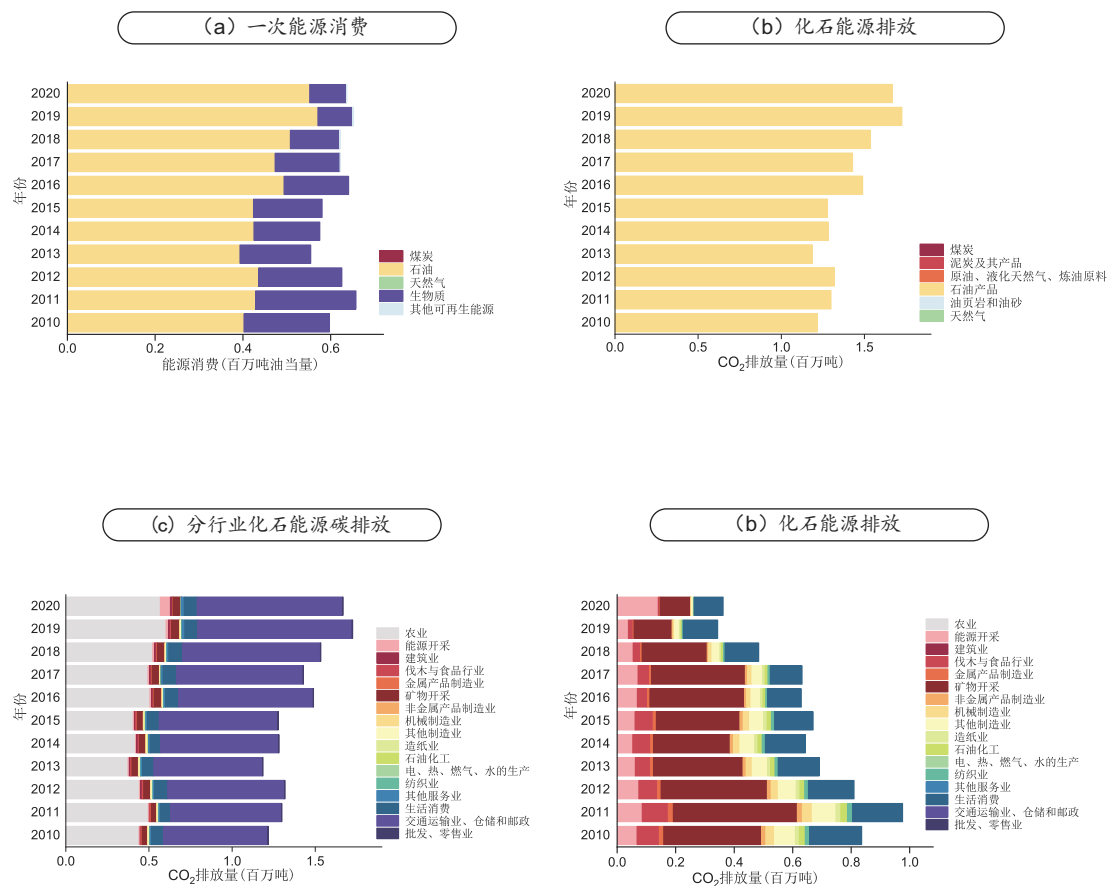 （a）一次能源消费
2020
2019
2018
2017
2016
2015
2014
2013
2012
2011
2010
年份
0.0 0.2 0.4 0.6
能源消费(百万吨油当量)
煤炭
石油
天然气
生物质
其他可再生能源
（b）化石能源排放
2020
2019
2018
2017
2016
2015
2014
2013
2012
2011
2010
年份
0.0 0.5 1.0 1.5
CO₂排放量(百万吨)
煤炭
泥炭及其产品
原油、液化天然气、炼油原料
石油产品
油页岩和油砂
天然气
（c）分行业化石能源碳排放
2020
2019
2018
2017
2016
2015
2014
2013
2012
2011
2010
年份
0.0 0.5 1.0 1.5
CO₂排放量(百万吨)
农业
能源开采
建筑业
伐木与食品行业
金属产品制造业
矿物开采
非金属产品制造业
机械制造业
其他制造业
造纸业
石油化工
电、热、燃气、水的生产
纺织业
其他服务业
生活消费
交通运输业、仓储和邮政
批发、零售业
（b）化石能源排放
2020
2019
2018
2017
2016
2015
2014
2013
2012
2011
2010
年份
0.0 0.2 0.4 0.6 0.8 1.0
CO₂排放量(百万吨)
农业
能源开采
建筑业
伐木与食品行业
金属产品制造业
矿物开采
非金属产品制造业
机械制造业
其他制造业
造纸业
石油化工
电、热、燃气、水的生产
纺织业
其他服务业
生活消费
交通运输业、仓储和邮政
批发、零售业